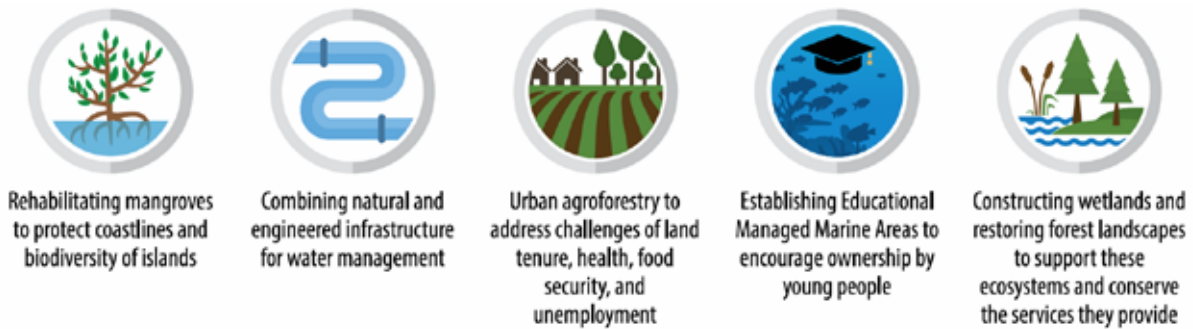 Rehabilitating mangroves
to protect coastlines and
biodiversity of islands
Combining natural and
engineered infrastructure
for water management
Urban agroforestry to
address challenges of land
tenure, health, food
security, and
unemployment
Establishing Educational
Managed Marine Areas to
encourage ownership by
young people
Constructing wetlands and
restoring forest landscapes
to support these
ecosystems and conserve
the services they provide